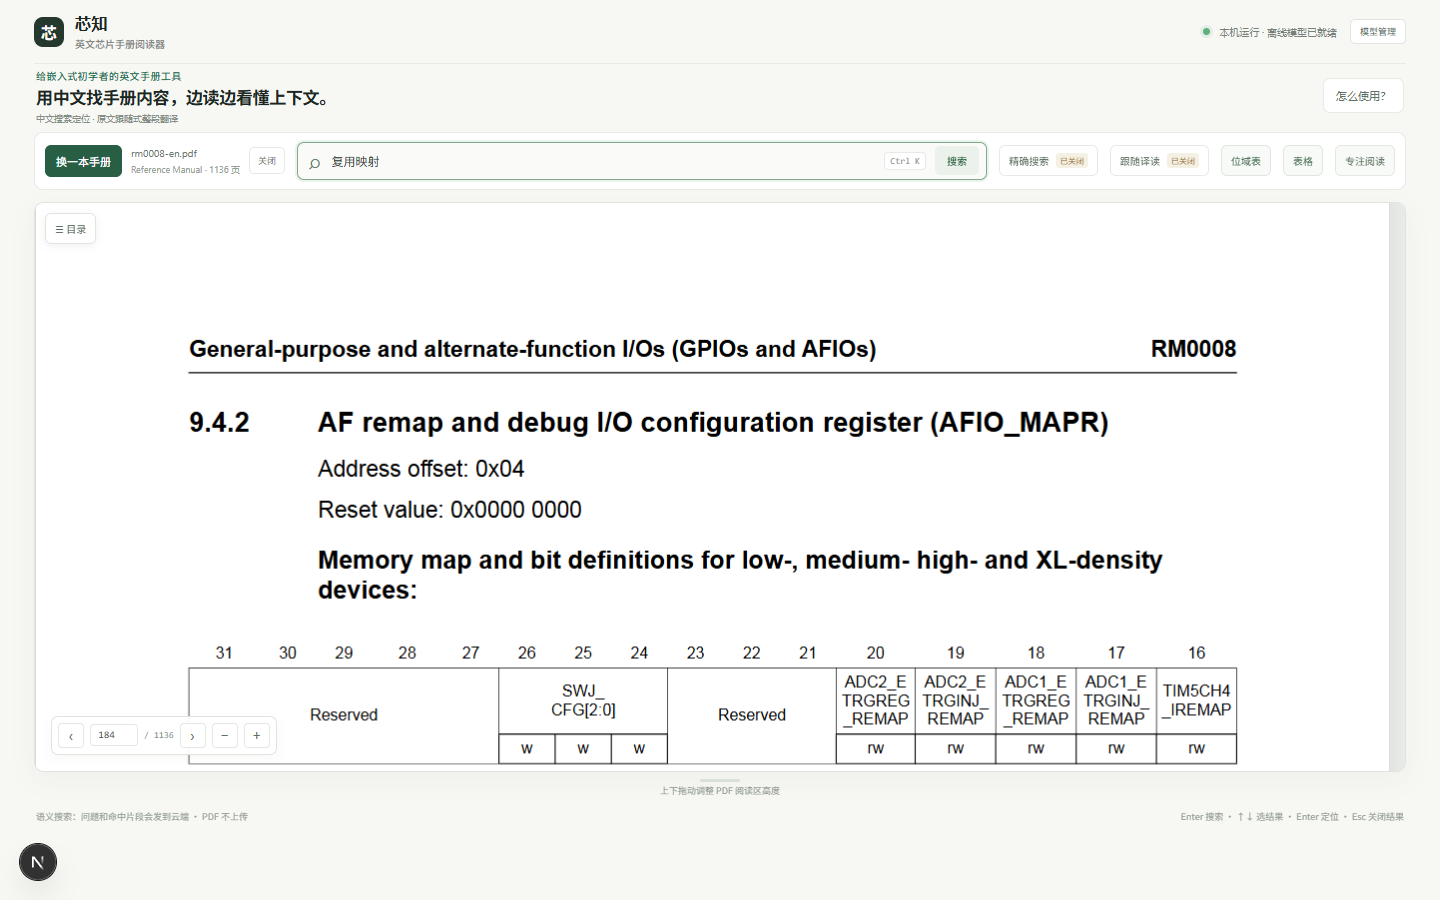 芯
芯知
英文芯片手册阅读器
本机运行 · 离线模型已就绪
模型管理
给嵌入式初学者的英文手册工具
用中文找手册内容，边读边看懂上下文。
中文搜索定位 · 原文跟随式整段翻译
怎么使用？
换一本手册
rm0008-en.pdf
Reference Manual · 1136 页
关闭
复用映射
Ctrl K
搜索
精确搜索 已关闭
跟随译读 已关闭
位域表
表格
专注阅读
☰ 目录
General-purpose and alternate-function I/Os (GPIOs and AFIOs) RM0008
9.4.2 AF remap and debug I/O configuration register (AFIO_MAPR)
Address offset: 0x04
Reset value: 0x0000 0000
Memory map and bit definitions for low-, medium- high- and XL-density
devices:
31 30 29 28 27 26 25 24 23 22 21 20 19 18 17 16
Reserved
SWJ_
CFG[2:0]
Reserved
ADC2_E
TRGREG
_REMAP
ADC2_E
TRGINJ_
REMAP
ADC1_E
TRGREG
_REMAP
ADC1_E
TRGINJ_
REMAP
TIM5CH4
_IREMAP
w w w rw rw rw rw rw
‹ 184 / 1136 › − +
上下拖动调整 PDF 阅读区高度
语义搜索：问题和命中片段会发到云端 · PDF 不上传
Enter 搜索 · ↑↓ 选结果 · Enter 定位 · Esc 关闭结果
N